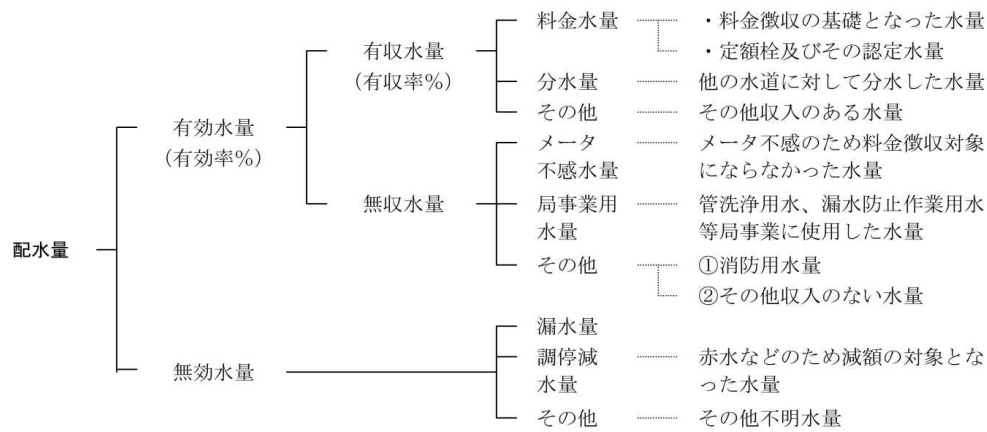 料金水量
・料金徴収の基礎となった水量
有収水量
・定額栓及びその認定水量
（有収率%）
分水量
他の水道に対して分水した水量
その他
その他収入のある水量
有効水量
（有効率%）
メータ
不感水量
メータ不感のため料金徴収対象
にならなかった水量
無収水量
局事業用
水量
管洗浄用水、漏水防止作業用水
等局事業に使用した水量
配水量
その他
①消防用水量
②その他収入のない水量
漏水量
無効水量
調停減
水量
赤水などのため減額の対象とな
った水量
その他
その他不明水量